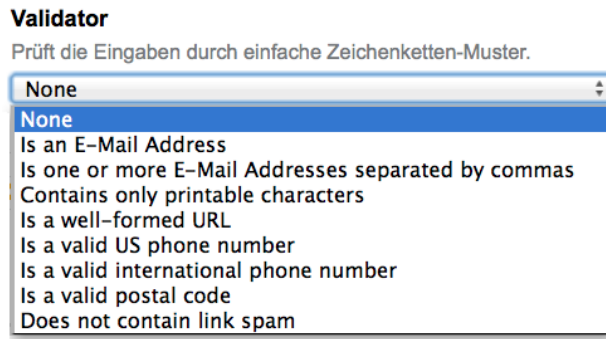 Validator
Prüft die Eingaben durch einfache Zeichenketten-Muster.
None
None
Is an E-Mail Address
Is one or more E-Mail Addresses separated by commas
Contains only printable characters
Is a well-formed URL
Is a valid US phone number
Is a valid international phone number
Is a valid postal code
Does not contain link spam